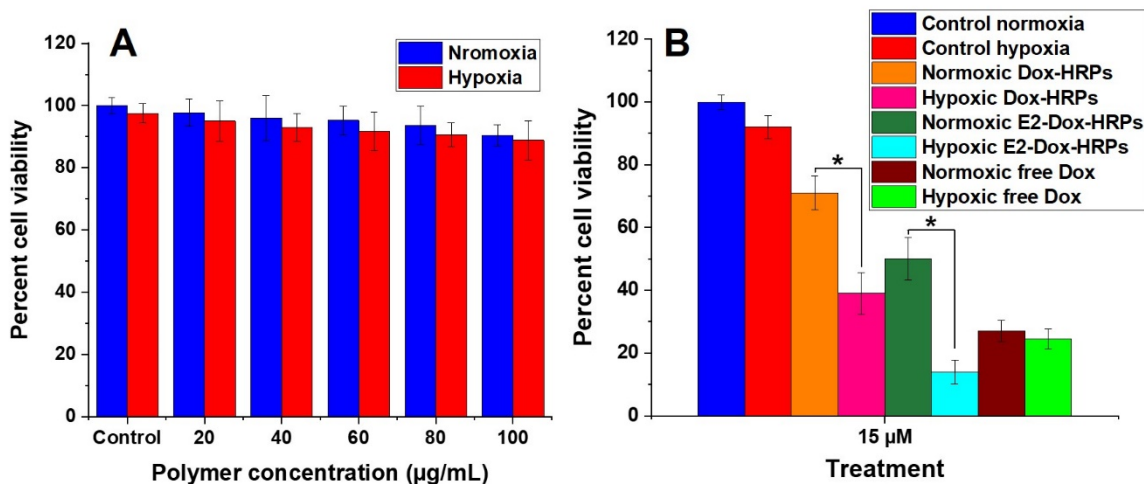 A
Nromoxia
Hypoxia
120
100
80
60
40
20
0
Percent cell viability
Control 20 40 60 80 100
Polymer concentration (µg/mL)
B
Control normoxia
Control hypoxia
Normoxic Dox-HRPs
Hypoxic Dox-HRPs
Normoxic E2-Dox-HRPs
Hypoxic E2-Dox-HRPs
Normoxic free Dox
Hypoxic free Dox
120
100
80
60
40
20
0
Percent cell viability
*
*
15 µM
Treatment